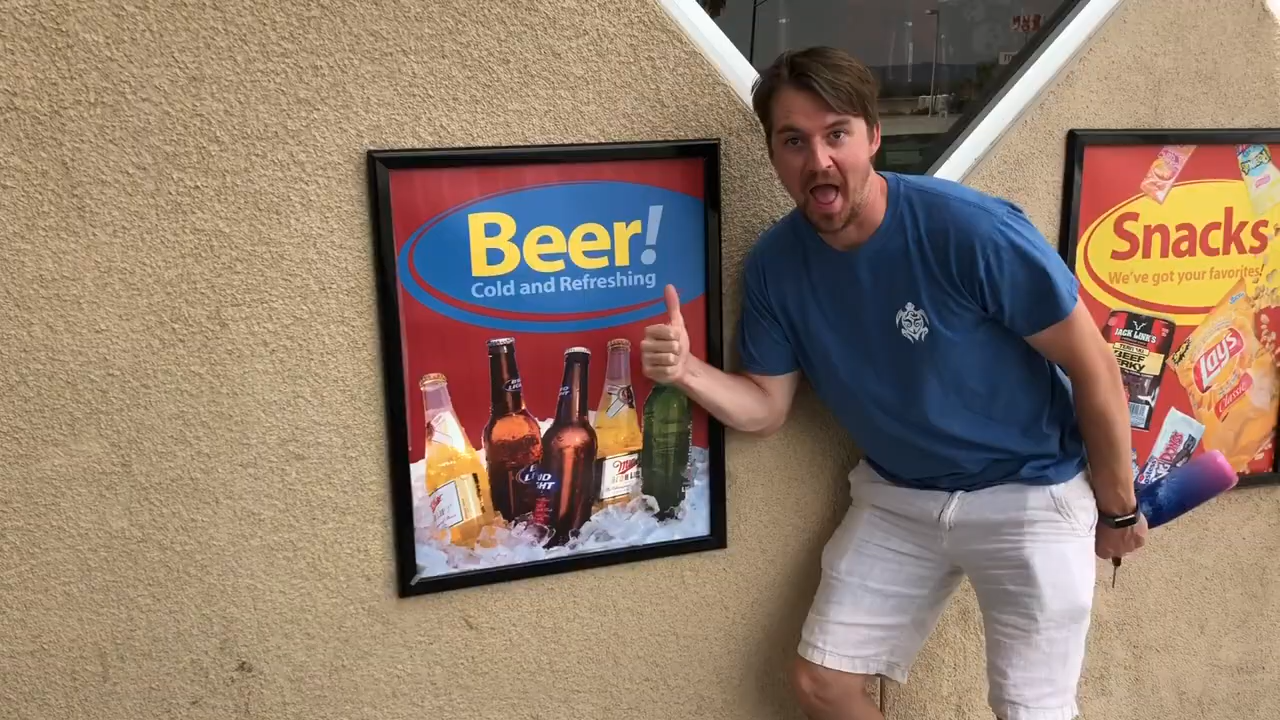 Beer!
Cold and Refreshing
Snacks
We've got your favorites!
JACK LINK'S
BEEF
JERKY
Lay's
Classic
BUD
LIGHT
Miller